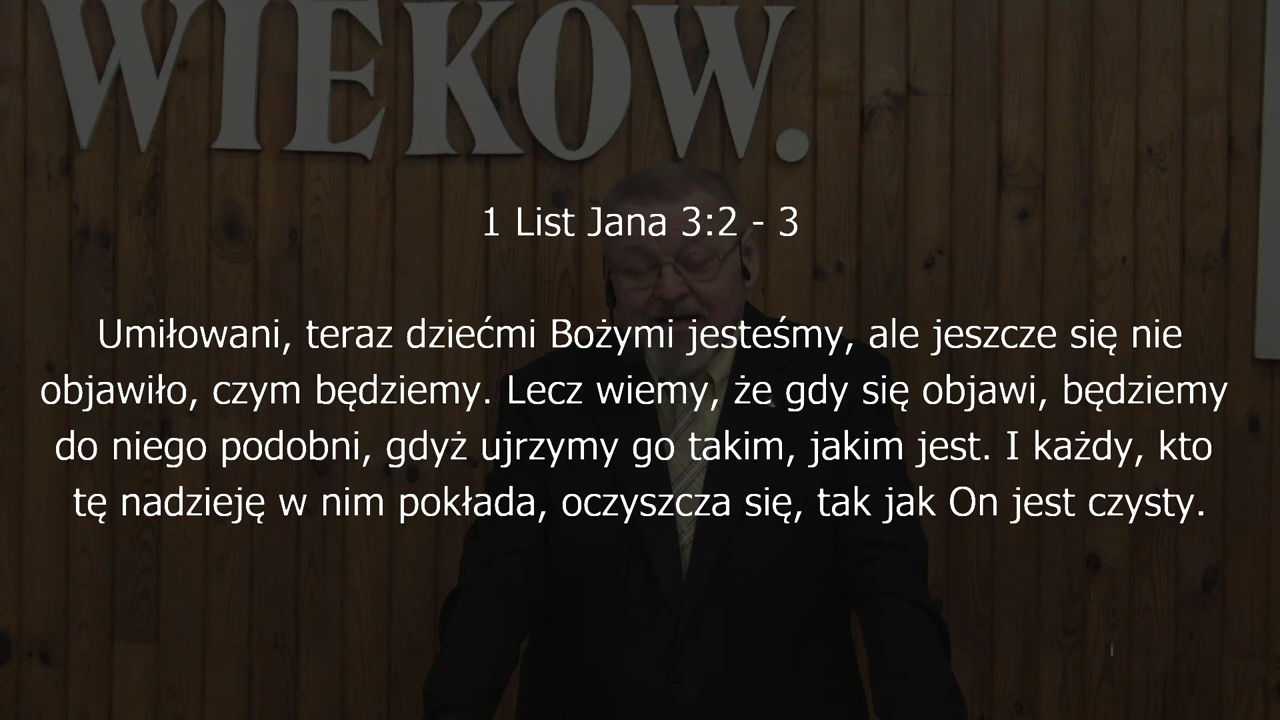 WIEKÓW.
1 List Jana 3:2 - 3
Umiłowani, teraz dziećmi Bożymi jesteśmy, ale jeszcze się nie
objawiło, czym będziemy. Lecz wiemy, że gdy się objawi, będziemy
do niego podobni, gdyż ujrzymy go takim, jakim jest. I każdy, kto
tę nadzieję w nim pokłada, oczyszcza się, tak jak On jest czysty.